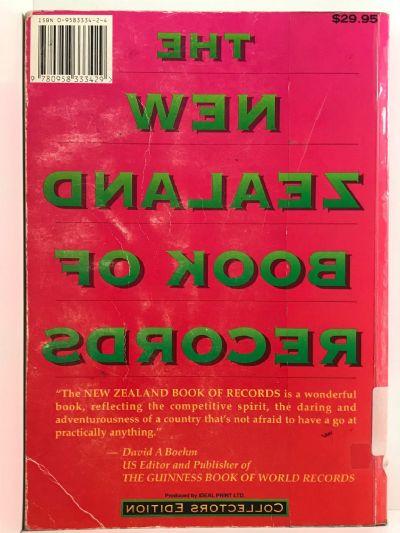 ISBN 0-9583334-2-4
$29.95
9 780958 333429
THE
NEW
ZEALAND
BOOK OF
RECORDS
"The NEW ZEALAND BOOK OF RECORDS is a wonderful
book, reflecting the competitive spirit, the daring and
adventurousness of a country that's not afraid to have a go at
practically anything."
— David A Boehm
US Editor and Publisher of
THE GUINNESS BOOK OF WORLD RECORDS
Produced by IDEAL PRINT LTD.
COLLECTORS EDITION